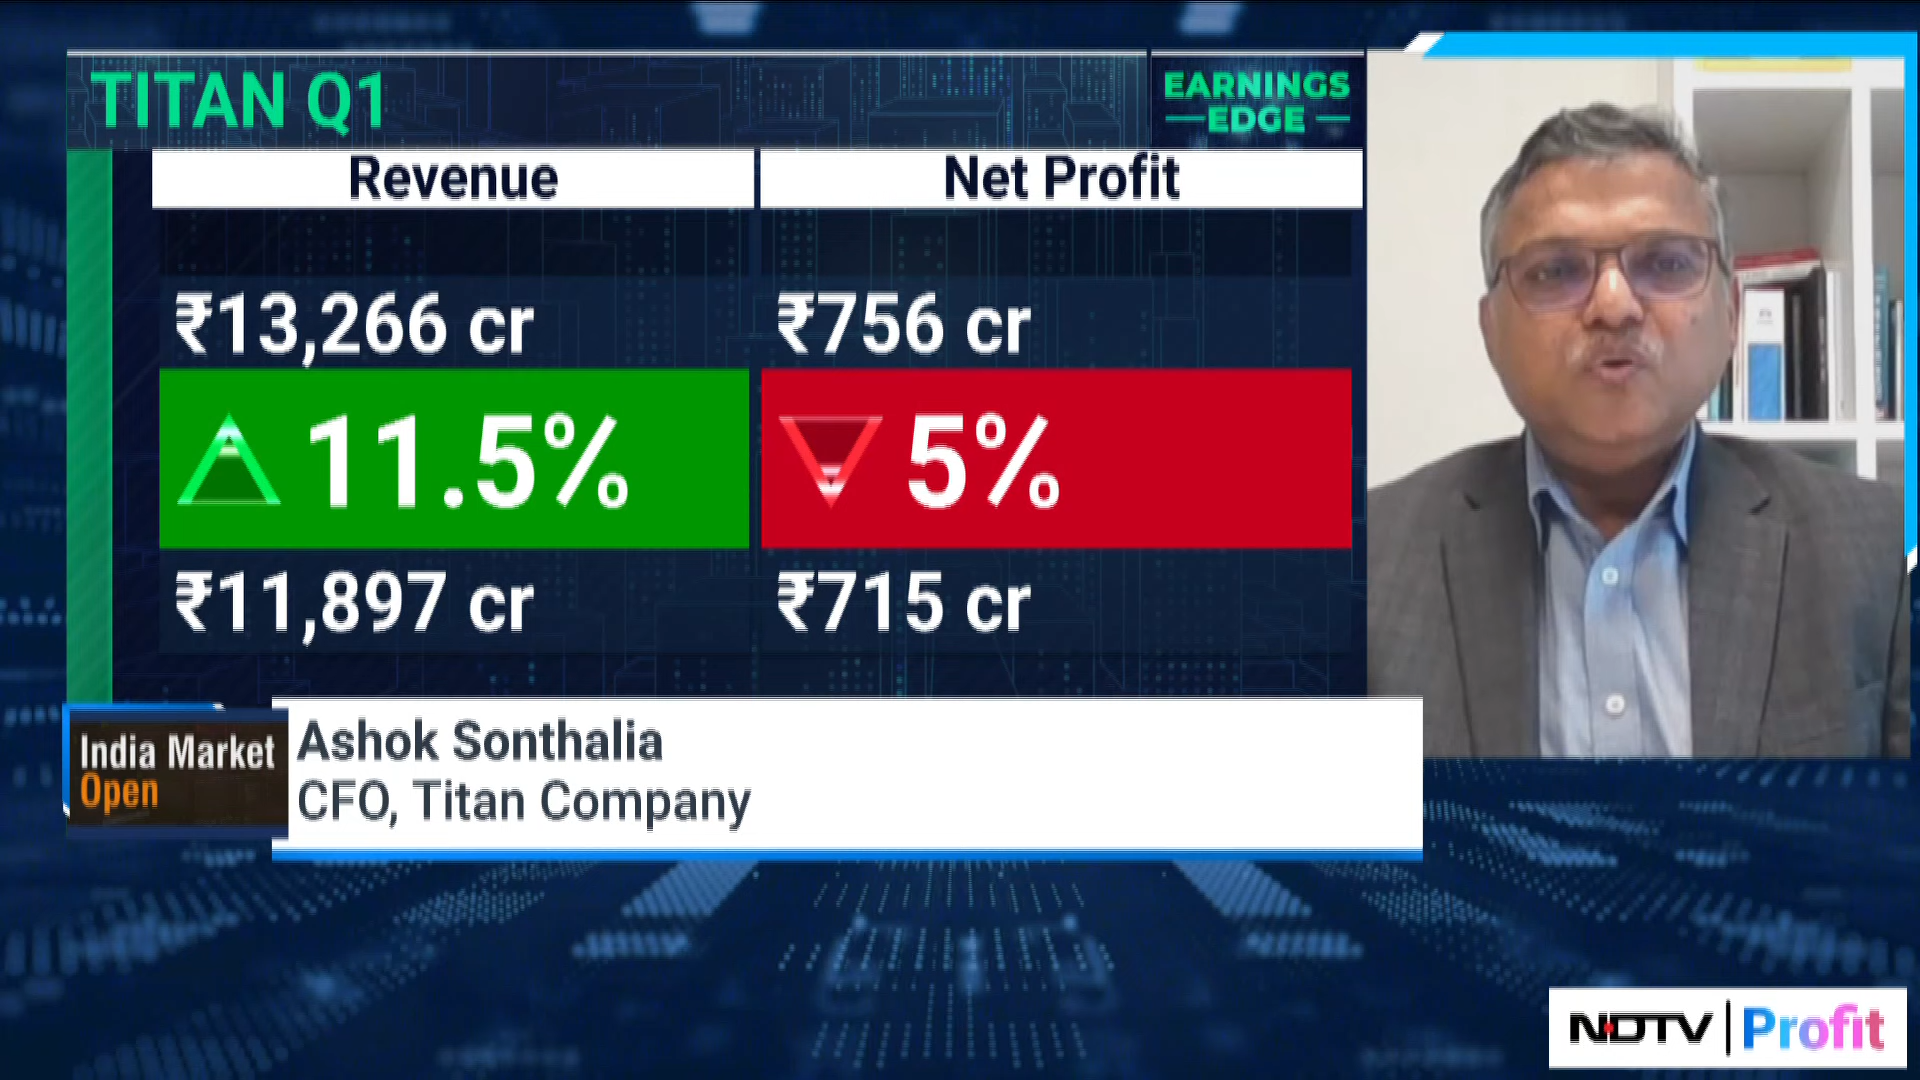 TITAN Q1
EARNINGS
EDGE
Revenue
Net Profit
₹13,266 cr
₹756 cr
11.5%
5%
₹11,897 cr
₹715 cr
India Market
Open
Ashok Sonthalia
CFO, Titan Company
NDTV Profit